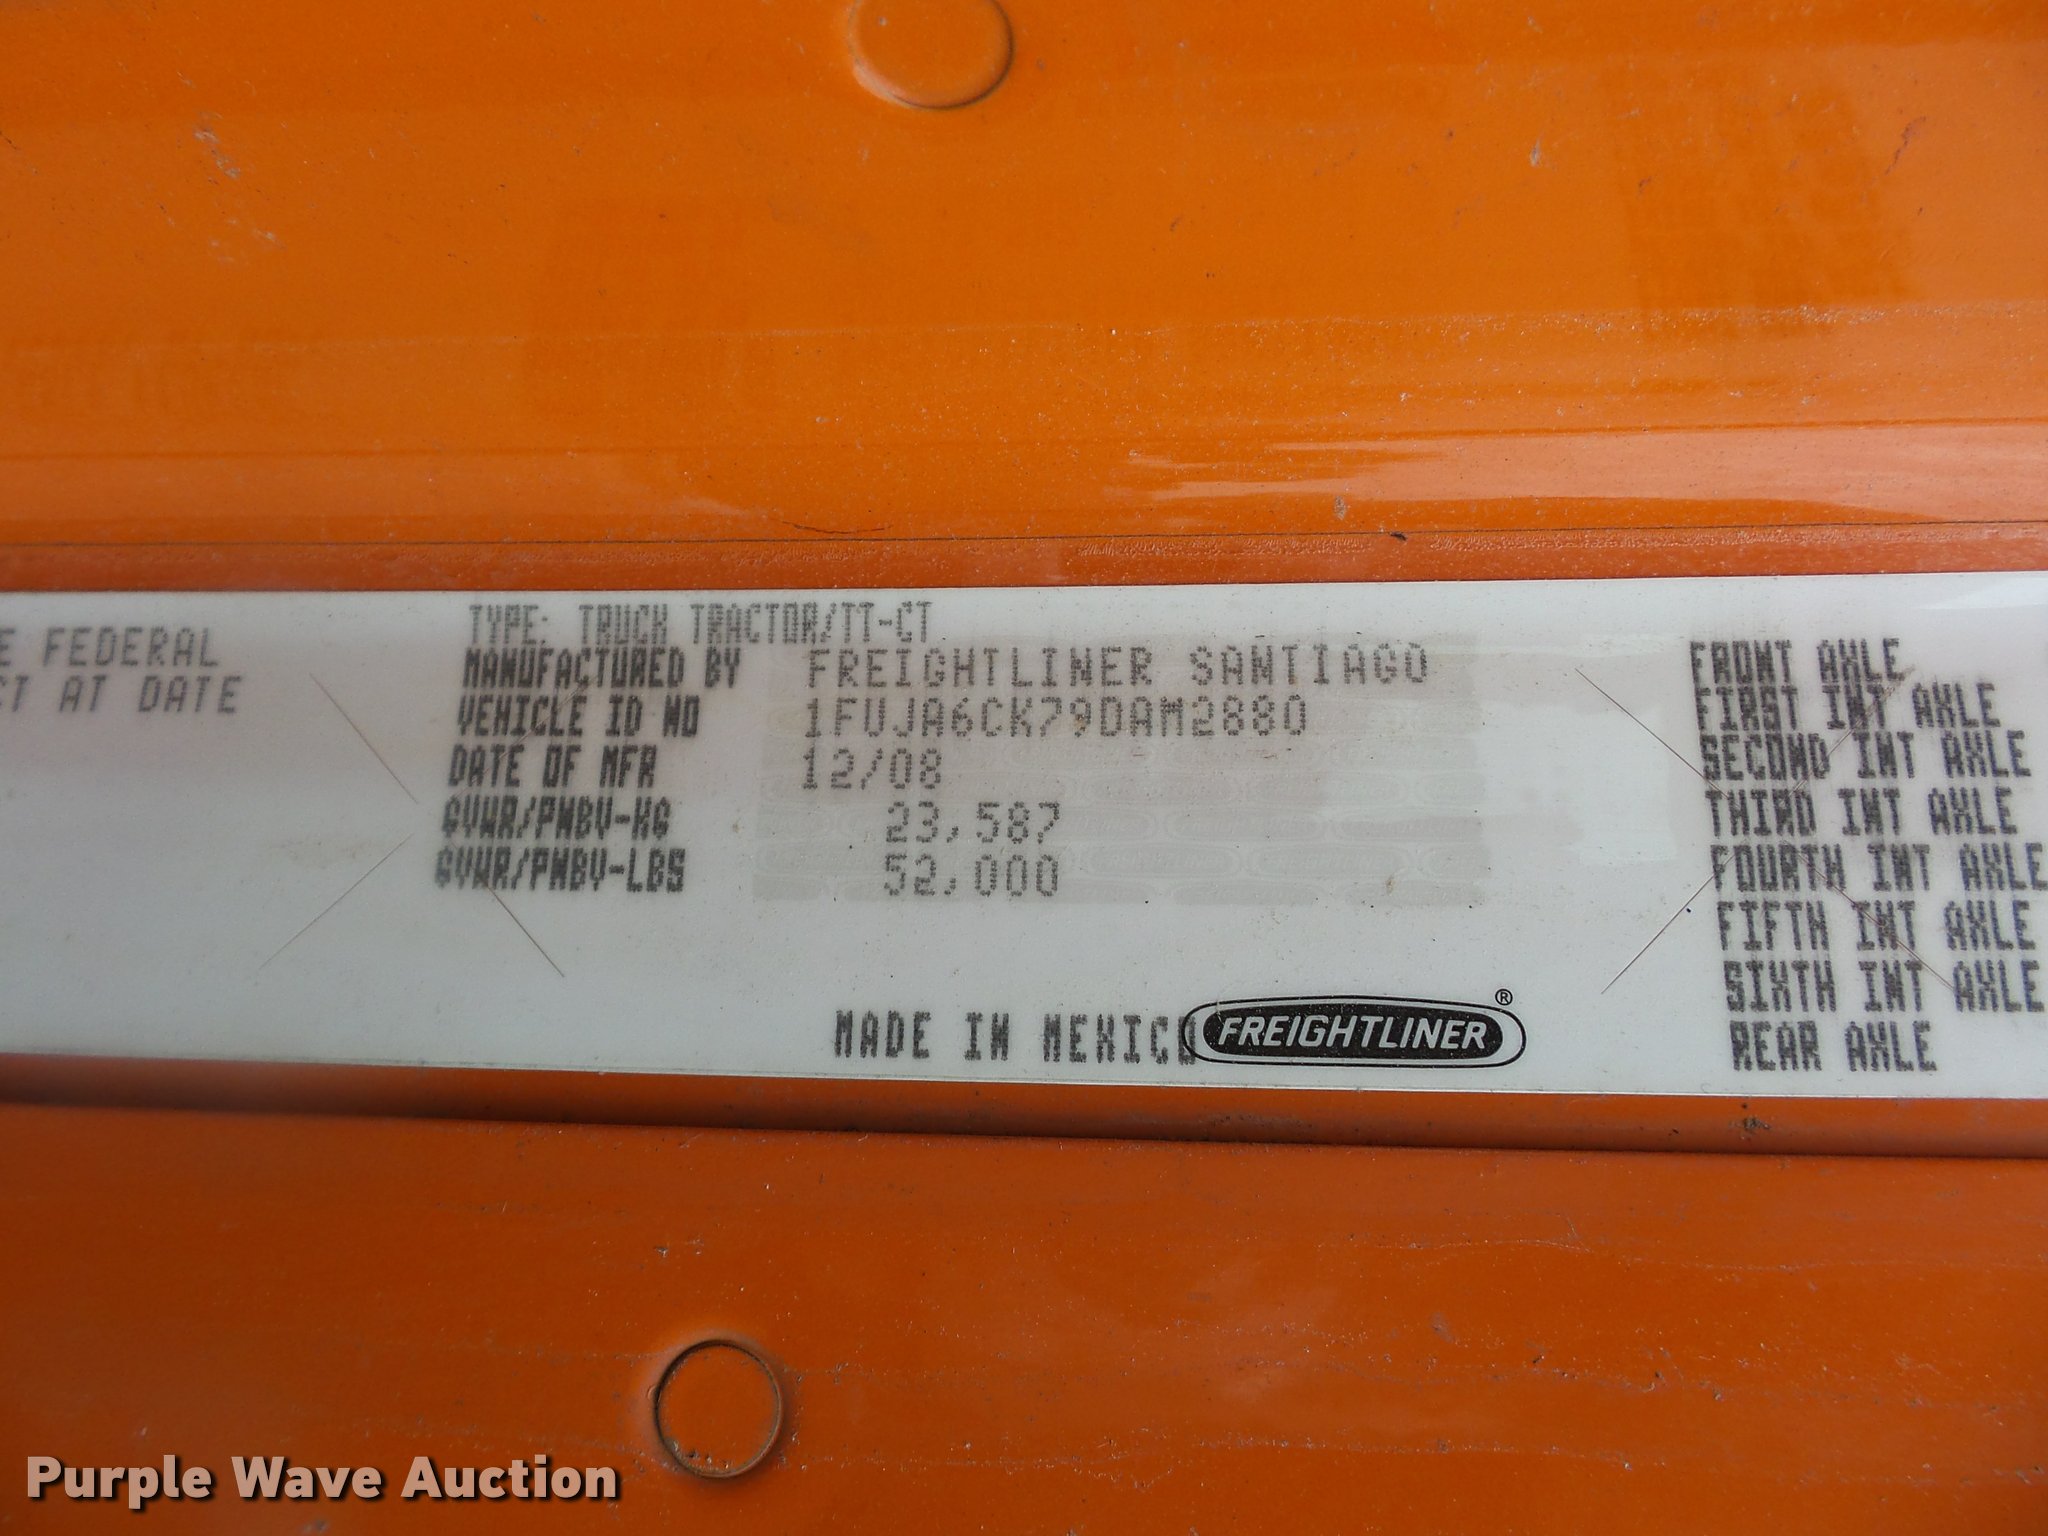 E FEDERAL
CT AT DATE
TYPE: TRUCK TRACTOR/TT-CT
MANUFACTURED BY FREIGHTLINER SANTIAGO
VEHICLE ID NO 1FUJA6CK79DAM2880
DATE OF MFR 12/08
GVWR/PNBV-KG 23,587
GVWR/PNBV-LBS 52,000
MADE IN MEXICO
FREIGHTLINER®
FRONT AXLE
FIRST INT AXLE
SECOND INT AXLE
THIRD INT AXLE
FOURTH INT AXLE
FIFTH INT AXLE
SIXTH INT AXLE
REAR AXLE
Purple Wave Auction